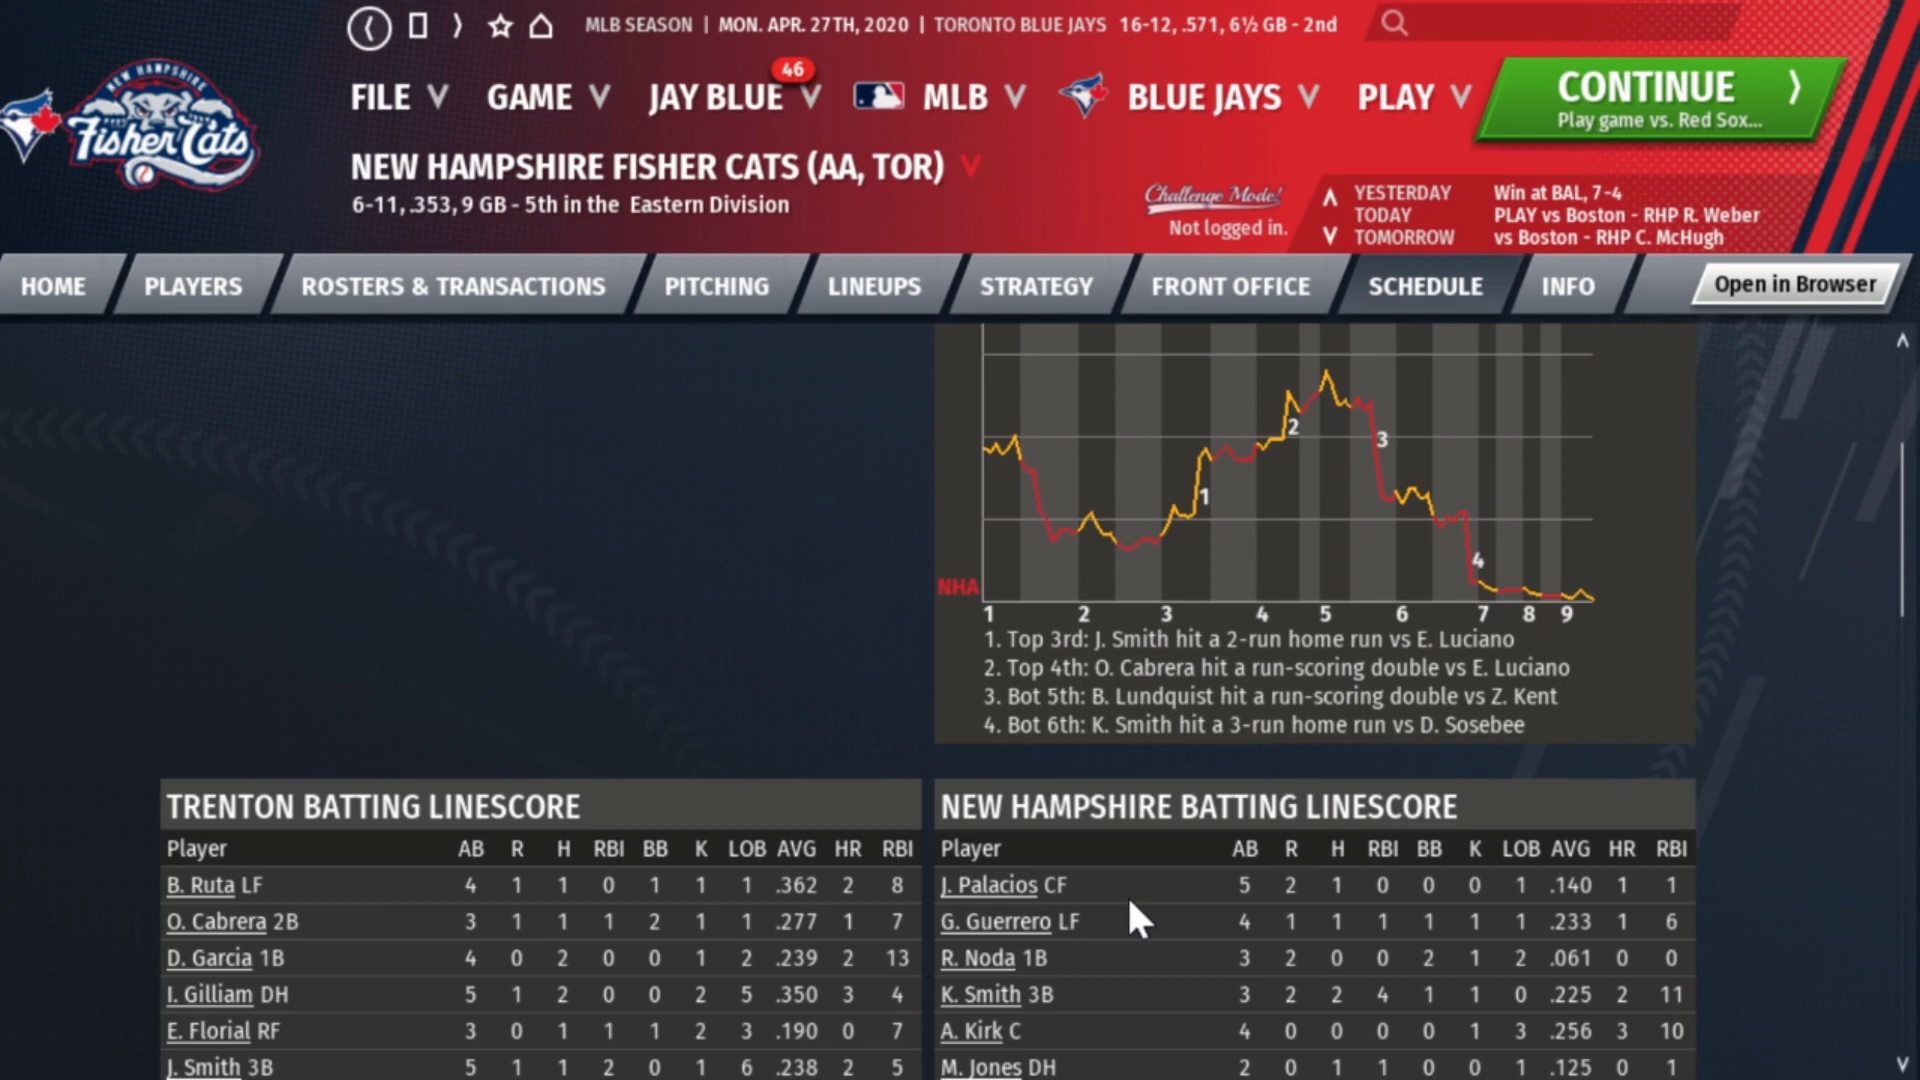 MLB SEASON | MON. APR. 27TH, 2020 | TORONTO BLUE JAYS 16-12, .571, 6½ GB - 2nd
NEW HAMPSHIRE
Fisher Cats
FILE GAME JAY BLUE 46 MLB BLUE JAYS PLAY
CONTINUE
Play game vs. Red Sox...
NEW HAMPSHIRE FISHER CATS (AA, TOR)
6-11, .353, 9 GB - 5th in the Eastern Division
Challenge Mode!
Not logged in.
YESTERDAY Win at BAL, 7-4
TODAY PLAY vs Boston - RHP R. Weber
TOMORROW vs Boston - RHP C. McHugh
HOME PLAYERS ROSTERS & TRANSACTIONS PITCHING LINEUPS STRATEGY FRONT OFFICE SCHEDULE INFO Open in Browser
2
3
1
4
NHA
1 2 3 4 5 6 7 8 9
1. Top 3rd: J. Smith hit a 2-run home run vs E. Luciano
2. Top 4th: O. Cabrera hit a run-scoring double vs E. Luciano
3. Bot 5th: B. Lundquist hit a run-scoring double vs Z. Kent
4. Bot 6th: K. Smith hit a 3-run home run vs D. Sosebee
TRENTON BATTING LINESCORE
Player AB R H RBI BB K LOB AVG HR RBI
B. Ruta LF 4 1 1 0 1 1 1 .362 2 8
O. Cabrera 2B 3 1 1 1 2 1 1 .277 1 7
D. Garcia 1B 4 0 2 0 0 1 2 .239 2 13
I. Gilliam DH 5 1 2 0 0 2 5 .350 3 4
E. Florial RF 3 0 1 1 1 2 3 .190 0 7
J. Smith 3B 5 1 1 2 0 1 6 .238 2 5
NEW HAMPSHIRE BATTING LINESCORE
Player AB R H RBI BB K LOB AVG HR RBI
J. Palacios CF 5 2 1 0 0 0 1 .140 1 1
G. Guerrero LF 4 1 1 1 1 1 1 .233 1 6
R. Noda 1B 3 2 0 0 2 1 2 .061 0 0
K. Smith 3B 3 2 2 4 1 1 0 .225 2 11
A. Kirk C 4 0 0 0 0 1 3 .256 3 10
M. Jones DH 2 0 1 1 0 0 1 .125 0 1